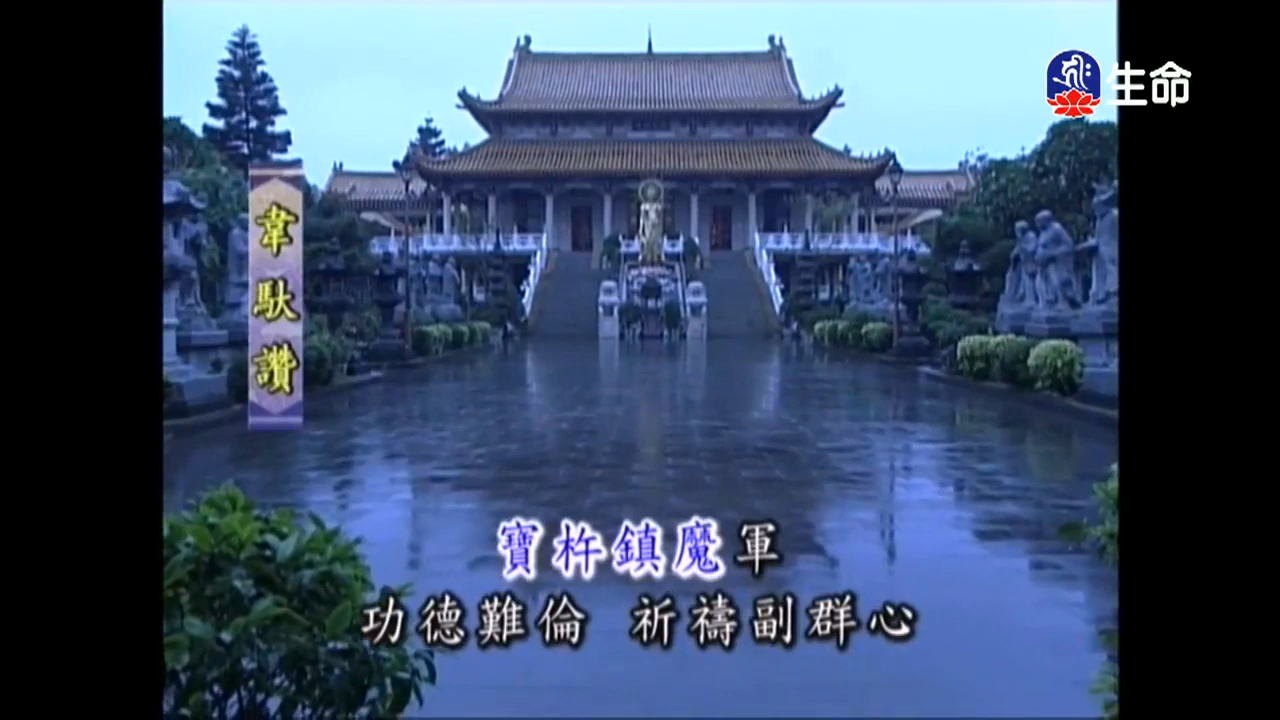 生命
韋馱讚
寶杵鎮魔軍
功德難倫 祈禱副群心